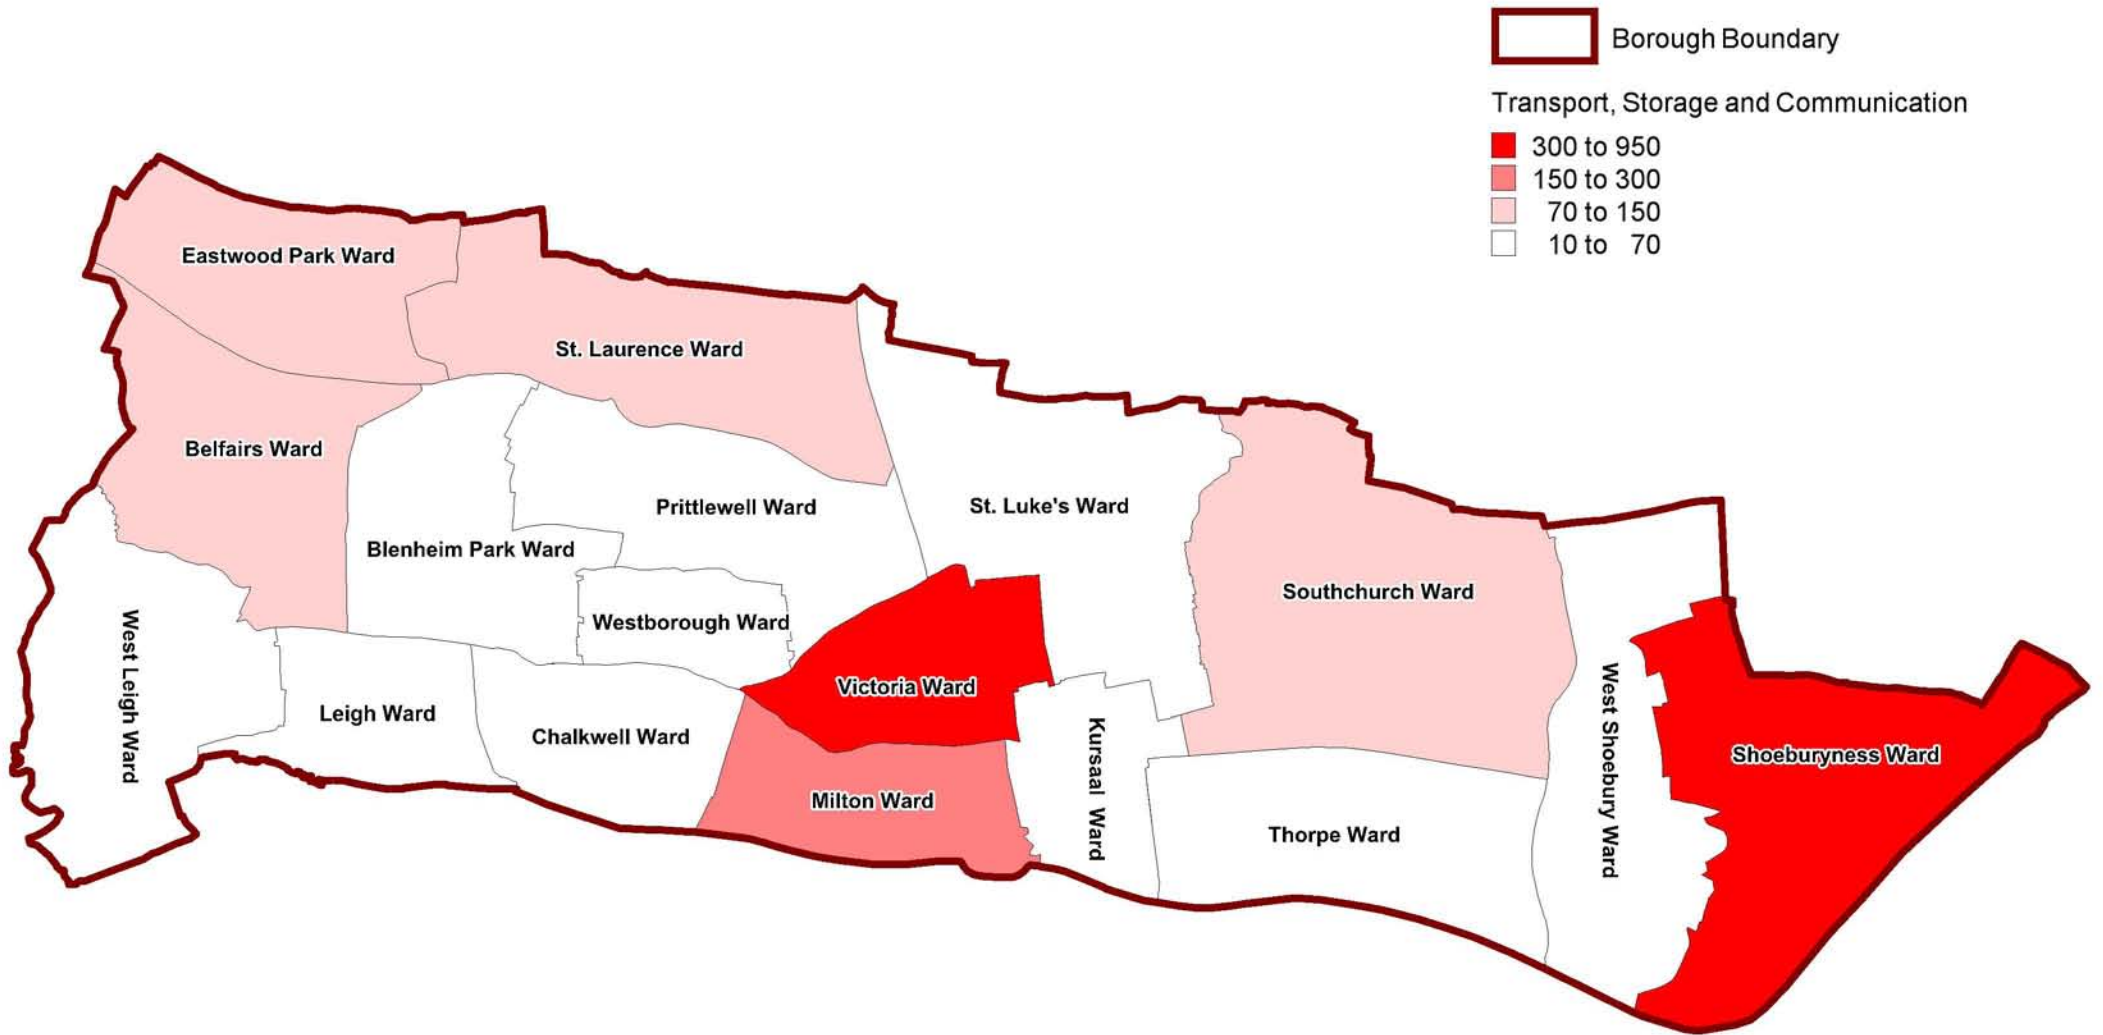 Borough Boundary
Transport, Storage and Communication
300 to 950
150 to 300
70 to 150
10 to 70
Eastwood Park Ward
St. Laurence Ward
Belfairs Ward
Prittlewell Ward
St. Luke's Ward
Blenheim Park Ward
Southchurch Ward
Westborough Ward
West Leigh Ward
Victoria Ward
Leigh Ward
Chalkwell Ward
Kursaal Ward
West Shoebury Ward
Shoeburyness Ward
Milton Ward
Thorpe Ward